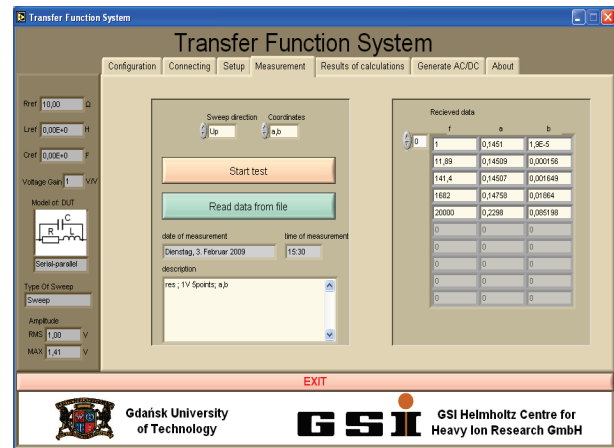 Transfer Function System
Transfer Function System
Configuration Connecting Setup Measurement Results of calculations Generate AC/DC About
Rref 10,00 Ω
Lref 0,00E+0 H
Cref 0,00E+0 F
Voltage Gain 1 V/V
Model of DUT
C
R L
Serial-parallel
Type Of Sweep
Sweep
Amplitude
RMS 1,00 V
MAX 1,41 V
Sweep direction Coordinates
Up a,b
Start test
Read data from file
date of measurement time of measurement
Dienstag, 3. Februar 2009 15:30
description
res ; 1V 5points; a,b
Recieved data
f a b
0 1 0,1451 1,9E-5
11,89 0,14509 0,000156
141,4 0,14507 0,001649
1682 0,14758 0,01864
20000 0,2298 0,085198
0 0 0
0 0 0
0 0 0
0 0 0
0 0 0
EXIT
Gdańsk University
of Technology
GSI
GSI Helmholtz Centre for
Heavy Ion Research GmbH